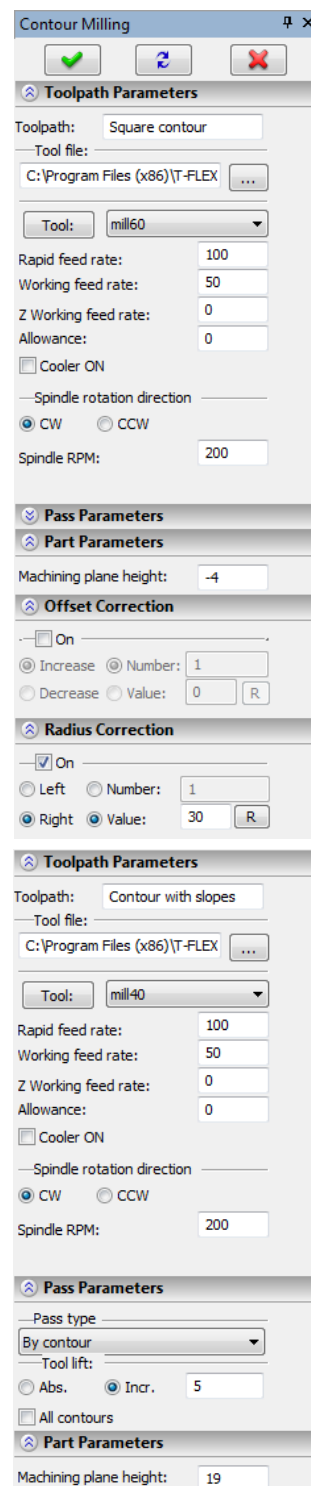 Contour Milling
Toolpath Parameters
Toolpath: Square contour
Tool file:
C:\Program Files (x86)\T-FLEX ...
Tool: mill60
Rapid feed rate: 100
Working feed rate: 50
Z Working feed rate: 0
Allowance: 0
Cooler ON
Spindle rotation direction
CW CCW
Spindle RPM: 200
Pass Parameters
Part Parameters
Machining plane height: -4
Offset Correction
On
Increase Number: 1
Decrease Value: 0 R
Radius Correction
On
Left Number: 1
Right Value: 30 R
Toolpath Parameters
Toolpath: Contour with slopes
Tool file:
C:\Program Files (x86)\T-FLEX ...
Tool: mill40
Rapid feed rate: 100
Working feed rate: 50
Z Working feed rate: 0
Allowance: 0
Cooler ON
Spindle rotation direction
CW CCW
Spindle RPM: 200
Pass Parameters
Pass type
By contour
Tool lift:
Abs. Incr. 5
All contours
Part Parameters
Machining plane height: 19